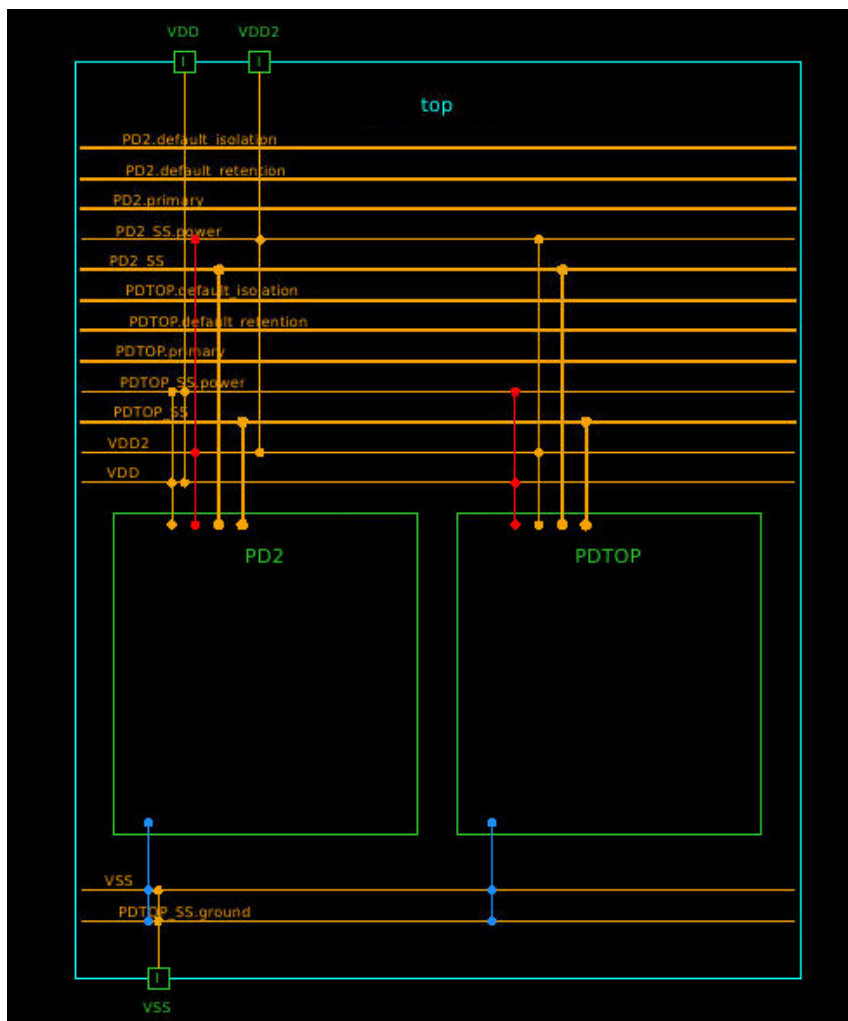 VDD VDD2
I I
top
PD2.default_isolation
PD2.default_retention
PD2.primary
PD2_SS.power
PD2_SS
PDTOP.default_isolation
PDTOP.default_retention
PDTOP.primary
PDTOP_SS.power
PDTOP_SS
VDD2
VDD
PD2 PDTOP
VSS
PDTOP_SS.ground
I
VSS